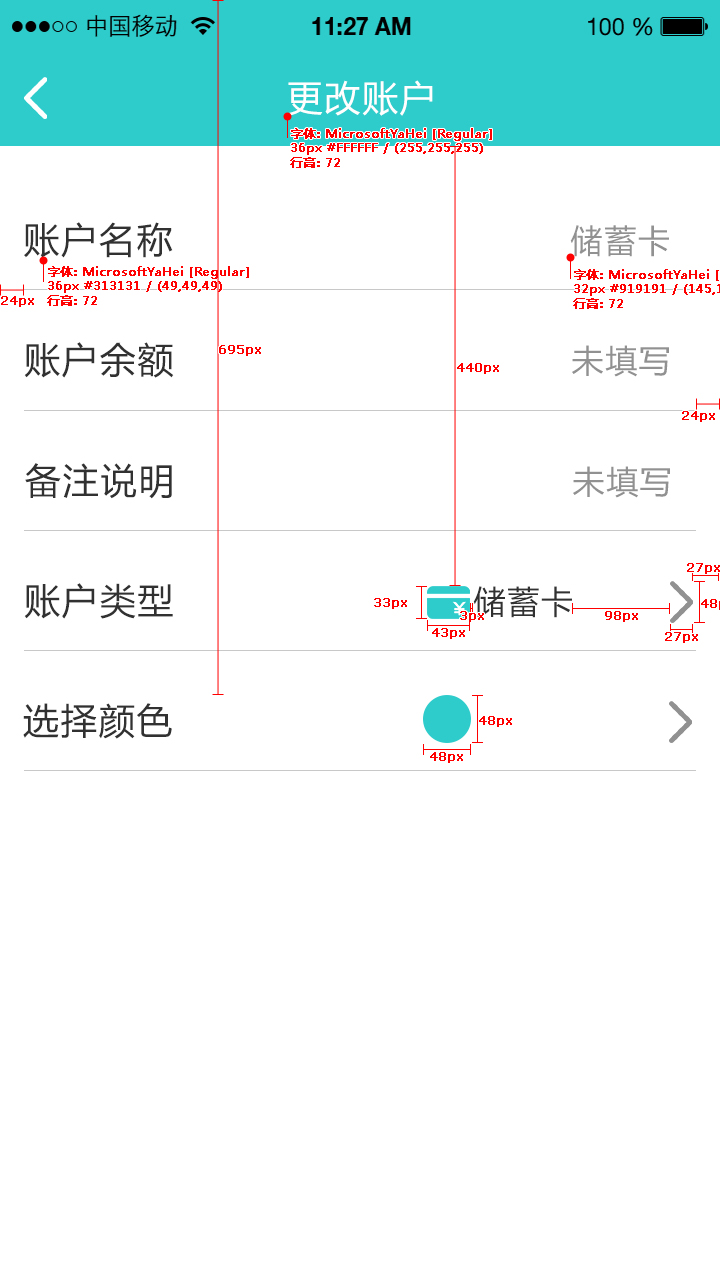 中国移动 11:27 AM 100 %
更改账户
字体: MicrosoftYaHei [Regular]
36px #FFFFFF / (255,255,255)
行高: 72
账户名称 储蓄卡
字体: MicrosoftYaHei [Regular]
36px #313131 / (49,49,49)
行高: 72
字体: MicrosoftYaHei [
32px #919191 / (145,1
行高: 72
24px
695px
账户余额 未填写
440px
24px
备注说明 未填写
27px
账户类型 储蓄卡
33px
3px
98px
48p
43px
27px
选择颜色
48px
48px